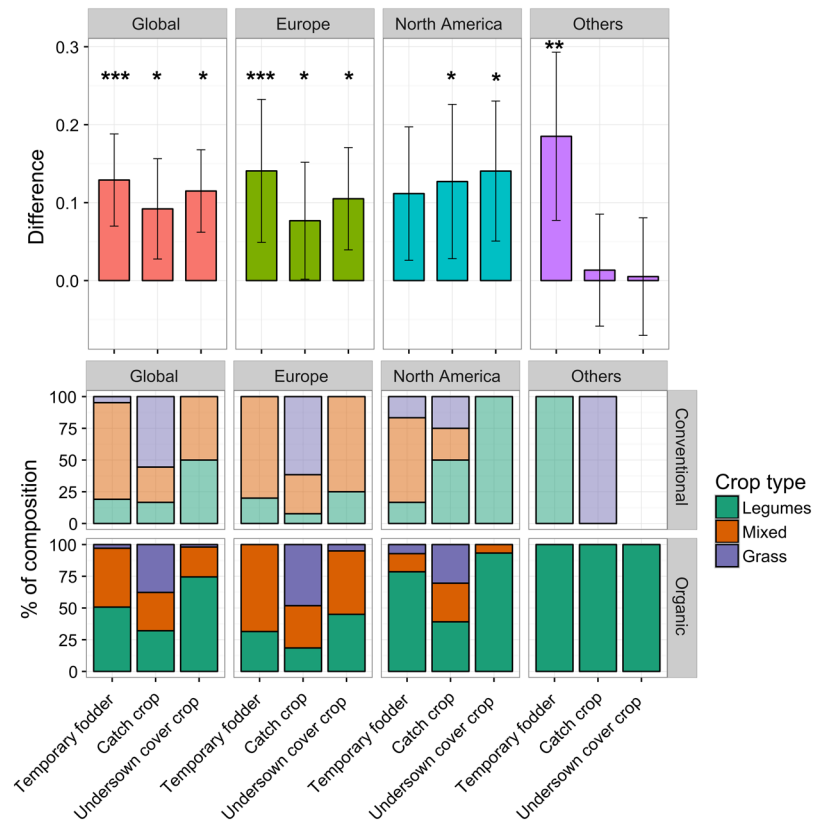 Global Europe North America Others
*** * * *** * * * * **
Difference
0.3
0.2
0.1
0.0
Global Europe North America Others
% of composition
100
75
50
25
0
Conventional
100
75
50
25
0
Organic
Temporary fodder
Catch crop
Undersown cover crop
Temporary fodder
Catch crop
Undersown cover crop
Temporary fodder
Catch crop
Undersown cover crop
Temporary fodder
Catch crop
Undersown cover crop
Crop type
Legumes
Mixed
Grass